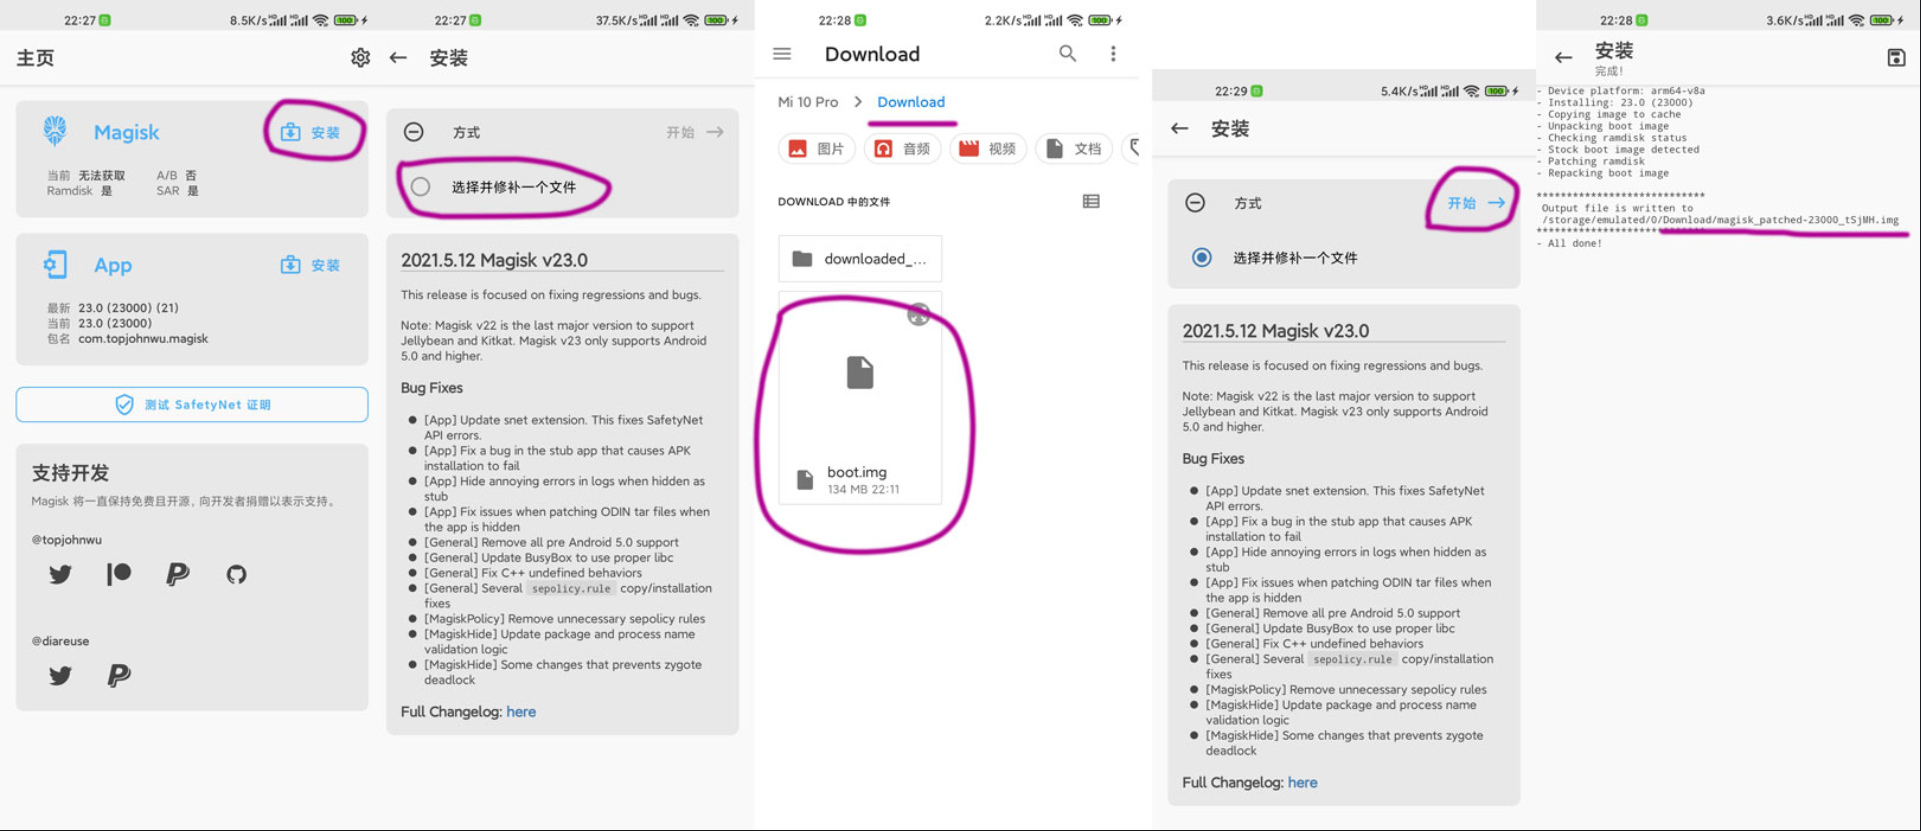 22:27
8.5K/s
100
主页
Magisk
安装
当前 无法获取
A/B 否
Ramdisk 是
SAR 是
App
安装
最新 23.0 (23000) (21)
当前 23.0 (23000)
包名 com.topjohnwu.magisk
测试 SafetyNet 证明
支持开发
Magisk 将一直保持免费且开源，向开发者捐赠以表示支持。
@topjohnwu
@diareuse
22:27
37.5K/s
100
安装
方式
开始
选择并修补一个文件
2021.5.12 Magisk v23.0
This release is focused on fixing regressions and bugs.
Note: Magisk v22 is the last major version to support
Jellybean and Kitkat. Magisk v23 only supports Android
5.0 and higher.
Bug Fixes
[App] Update snet extension. This fixes SafetyNet
API errors.
[App] Fix a bug in the stub app that causes APK
installation to fail
[App] Hide annoying errors in logs when hidden as
stub
[App] Fix issues when patching ODIN tar files when
the app is hidden
[General] Remove all pre Android 5.0 support
[General] Update BusyBox to use proper libc
[General] Fix C++ undefined behaviors
[General] Several sepolicy.rule copy/installation
fixes
[MagiskPolicy] Remove unnecessary sepolicy rules
[MagiskHide] Update package and process name
validation logic
[MagiskHide] Some changes that prevents zygote
deadlock
Full Changelog: here
22:28
2.2K/s
100
Download
Mi 10 Pro > Download
图片
音频
视频
文档
DOWNLOAD 中的文件
downloaded_...
boot.img
134 MB 22:11
22:29
5.4K/s
100
安装
方式
开始
选择并修补一个文件
2021.5.12 Magisk v23.0
This release is focused on fixing regressions and bugs.
Note: Magisk v22 is the last major version to support
Jellybean and Kitkat. Magisk v23 only supports Android
5.0 and higher.
Bug Fixes
[App] Update snet extension. This fixes SafetyNet
API errors.
[App] Fix a bug in the stub app that causes APK
installation to fail
[App] Hide annoying errors in logs when hidden as
stub
[App] Fix issues when patching ODIN tar files when
the app is hidden
[General] Remove all pre Android 5.0 support
[General] Update BusyBox to use proper libc
[General] Fix C++ undefined behaviors
[General] Several sepolicy.rule copy/installation
fixes
[MagiskPolicy] Remove unnecessary sepolicy rules
[MagiskHide] Update package and process name
validation logic
[MagiskHide] Some changes that prevents zygote
deadlock
Full Changelog: here
22:28
3.6K/s
100
安装
完成!
- Device platform: arm64-v8a
- Installing: 23.0 (23000)
- Copying image to cache
- Unpacking boot image
- Checking ramdisk status
- Stock boot image detected
- Patching ramdisk
- Repacking boot image
****************************
Output file is written to
/storage/emulated/0/Download/magisk_patched-23000_tSjMH.img
****************************
- All done!